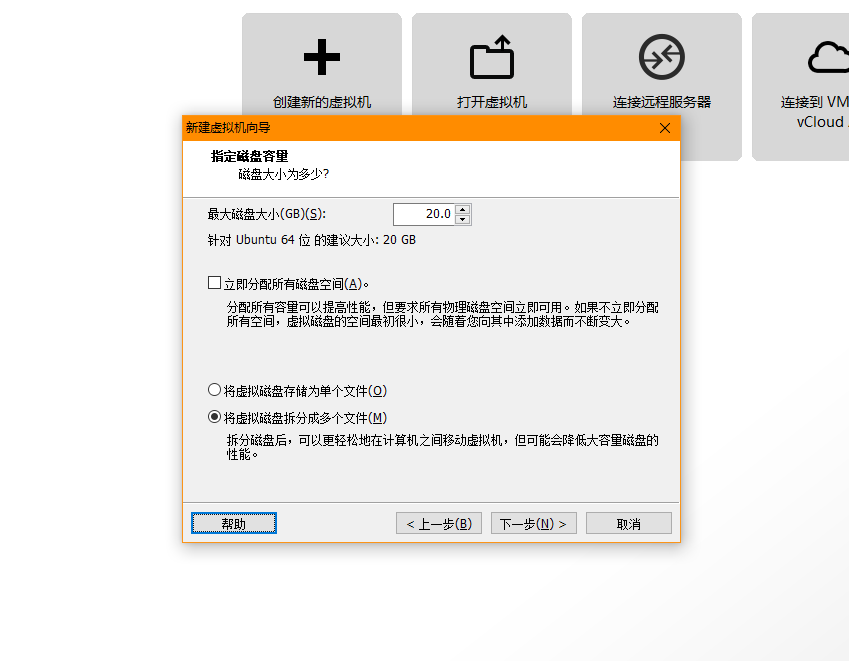 创建新的虚拟机
打开虚拟机
连接远程服务器
连接到 VM
vCloud
新建虚拟机向导
指定磁盘容量
磁盘大小为多少?
最大磁盘大小(GB)(S):
20.0
针对 Ubuntu 64 位 的建议大小: 20 GB
立即分配所有磁盘空间(A)。
分配所有容量可以提高性能，但要求所有物理磁盘空间立即可用。如果不立即分配
所有空间，虚拟磁盘的空间最初很小，会随着您向其中添加数据而不断变大。
将虚拟磁盘存储为单个文件(O)
将虚拟磁盘拆分成多个文件(M)
拆分磁盘后，可以更轻松地在计算机之间移动虚拟机，但可能会降低大容量磁盘的
性能。
帮助
< 上一步(B)
下一步(N) >
取消